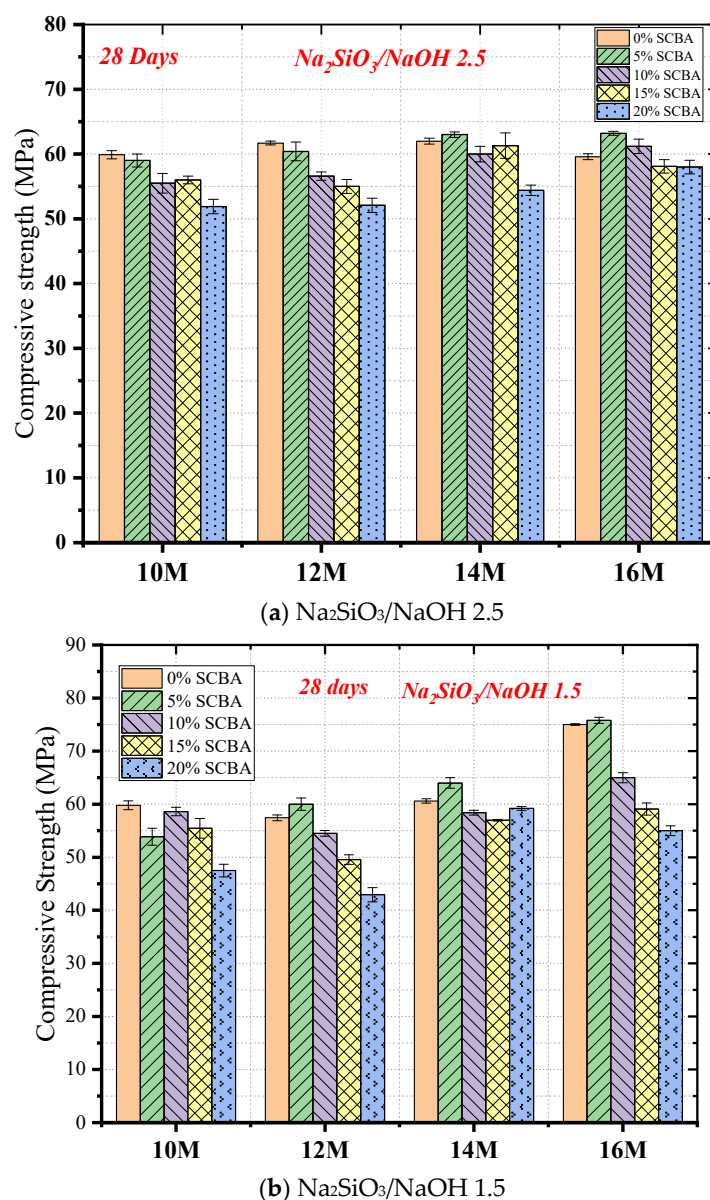 80
70
60
50
40
30
20
10
0
Compressive strength (MPa)
28 Days
Na₂SiO₃/NaOH 2.5
0% SCBA
5% SCBA
10% SCBA
15% SCBA
20% SCBA
10M 12M 14M 16M
(a) Na₂SiO₃/NaOH 2.5
90
80
70
60
50
40
30
20
10
0
Compressive Strength (MPa)
0% SCBA
5% SCBA
10% SCBA
15% SCBA
20% SCBA
28 days
Na₂SiO₃/NaOH 1.5
10M 12M 14M 16M
(b) Na₂SiO₃/NaOH 1.5